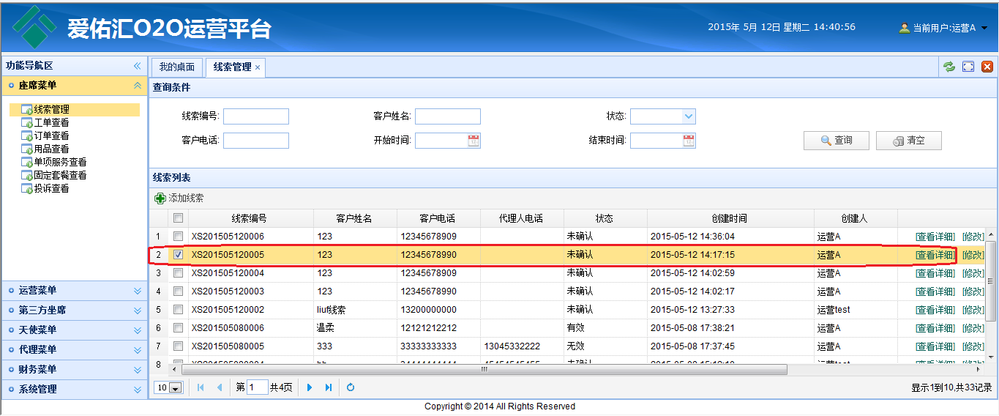 爱佑汇O2O运营平台
2015年 5月 12日 星期二 14:40:56
当前用户:运营A
功能导航区
座席菜单
线索管理
工单查看
订单查看
用品查看
单项服务查看
固定套餐查看
投诉查看
运营菜单
第三方坐席
天使菜单
代理菜单
财务菜单
系统管理
我的桌面 线索管理 ×
查询条件
线索编号: 客户姓名: 状态:
客户电话: 开始时间: 结束时间: 查询 清空
线索列表
添加线索
线索编号 客户姓名 客户电话 代理人电话 状态 创建时间 创建人
1 XS201505120006 123 12345678909 未确认 2015-05-12 14:36:04 运营A [查看详细] [修改]
2 XS201505120005 123 12345678990 未确认 2015-05-12 14:17:15 运营A [查看详细] [修改]
3 XS201505120004 123 12345678909 未确认 2015-05-12 14:02:59 运营A [查看详细] [修改]
4 XS201505120003 123 12345678990 未确认 2015-05-12 14:02:17 运营A [查看详细] [修改]
5 XS201505120002 liuf线索 13200000000 未确认 2015-05-12 13:27:33 运营test [查看详细] [修改]
6 XS201505080006 温柔 12121212212 有效 2015-05-08 17:38:21 运营A [查看详细] [修改]
7 XS201505080005 333 33333333333 13045332222 无效 2015-05-08 17:37:45 运营A [查看详细] [修改]
8
10 第 1 共4页 显示1到10,共33记录
Copyright © 2014 All Rights Reserved